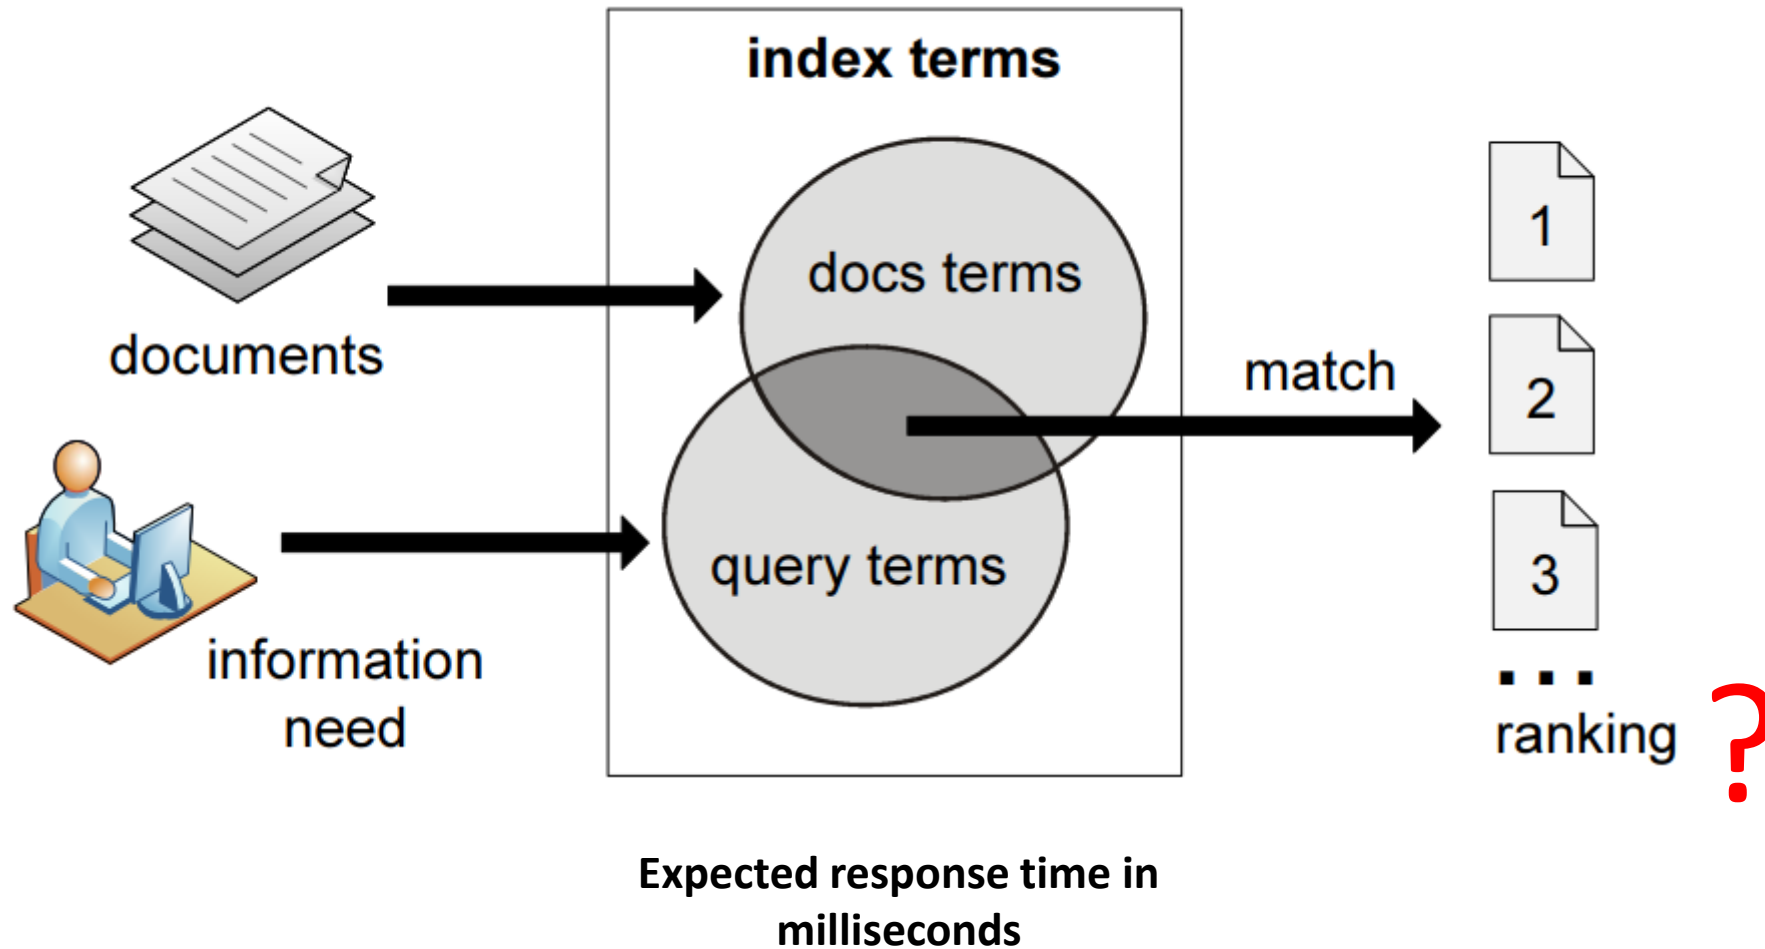 index terms
documents
docs terms
match
query terms
information
need
1
2
3
...
ranking ?
Expected response time in
milliseconds